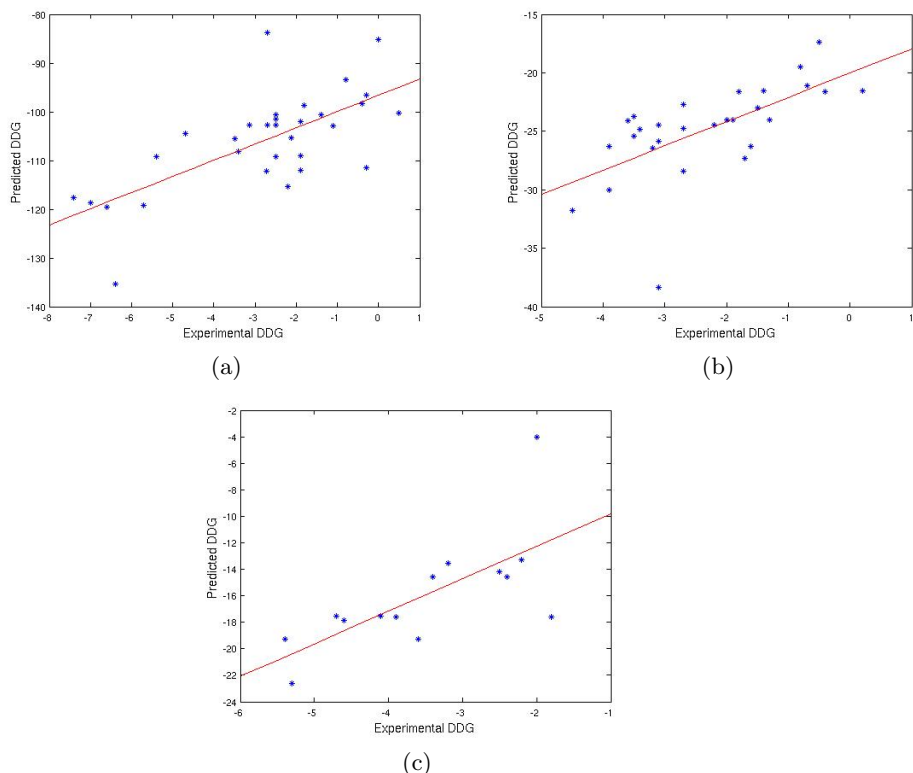 -80
-90
-100
-110
-120
-130
-140
Predicted DDG
-8 -7 -6 -5 -4 -3 -2 -1 0 1
Experimental DDG
(a)
-15
-20
-25
-30
-35
-40
Predicted DDG
-5 -4 -3 -2 -1 0 1
Experimental DDG
(b)
-2
-4
-6
-8
-10
-12
-14
-16
-18
-20
-22
-24
Predicted DDG
-6 -5 -4 -3 -2 -1
Experimental DDG
(c)